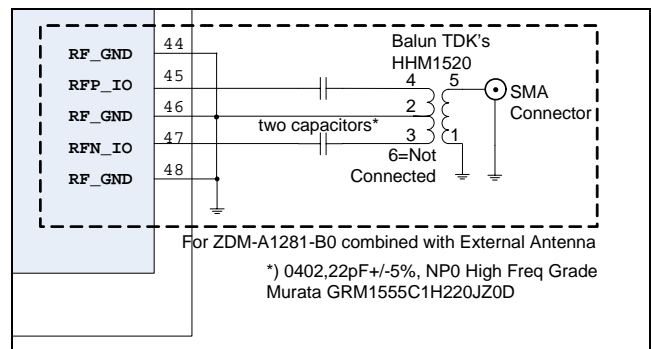 RF_GND 44
RFP_IO 45
RF_GND 46
RFN_IO 47
RF_GND 48
Balun TDK's
HHM1520
4 5
2
3 1
6=Not
Connected
two capacitors*
SMA
Connector
For ZDM-A1281-B0 combined with External Antenna
*) 0402,22pF+/-5%, NP0 High Freq Grade
Murata GRM1555C1H220JZ0D